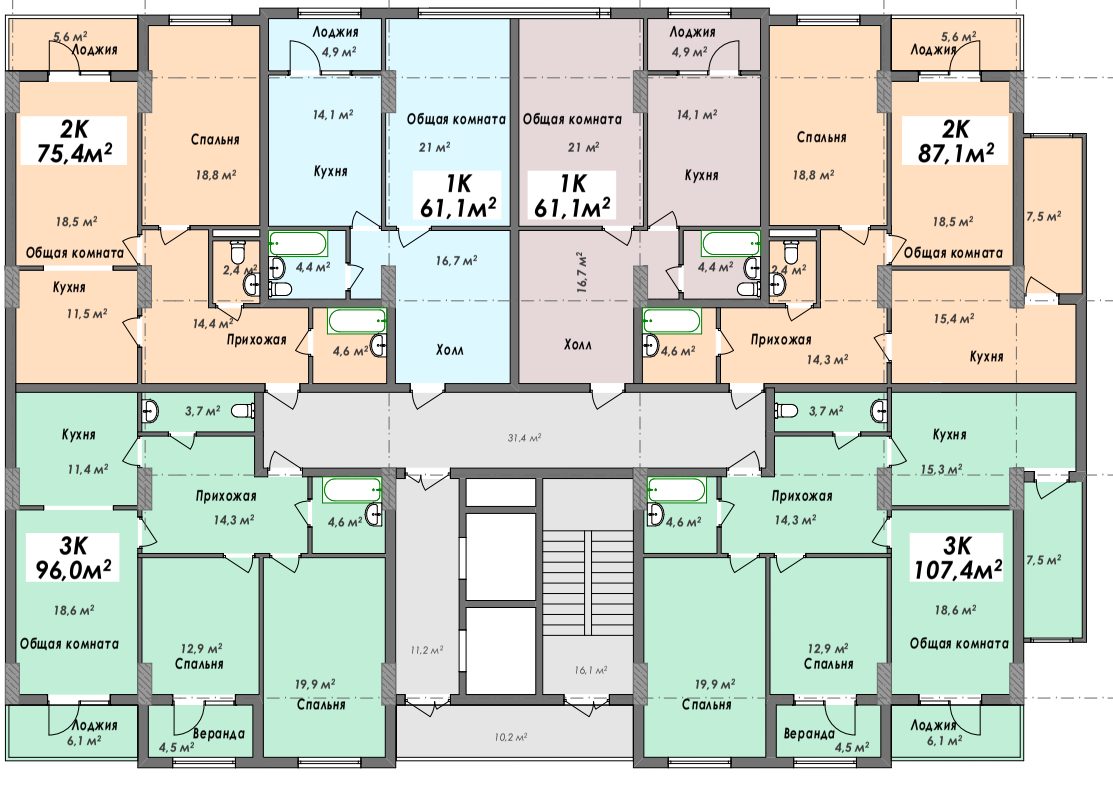 5,6 м²
Лоджия
2К
75,4м²
18,5 м²
Общая комната
Спальня
18,8 м²
Кухня
11,5 м²
2,4 м²
14,4 м²
Прихожая
4,6 м²
Лоджия
4,9 м²
14,1 м²
Кухня
Общая комната
21 м²
1К
61,1м²
4,4 м²
16,7 м²
Холл
Лоджия
4,9 м²
Общая комната
21 м²
14,1 м²
Кухня
1К
61,1м²
16,7 м²
4,4 м²
Холл
5,6 м²
Лоджия
Спальня
18,8 м²
2К
87,1м²
18,5 м²
Общая комната
7,5 м²
2,4 м²
4,6 м²
Прихожая
14,3 м²
15,4 м²
Кухня
31,4 м²
Кухня
11,4 м²
3,7 м²
Прихожая
14,3 м²
4,6 м²
3К
96,0м²
18,6 м²
Общая комната
12,9 м²
Спальня
19,9 м²
Спальня
Лоджия
6,1 м²
Веранда
4,5 м²
11,2 м²
16,1 м²
10,2 м²
3,7 м²
Кухня
15,3 м²
Прихожая
14,3 м²
4,6 м²
3К
107,4м²
7,5 м²
18,6 м²
Общая комната
12,9 м²
Спальня
19,9 м²
Спальня
Веранда
4,5 м²
Лоджия
6,1 м²